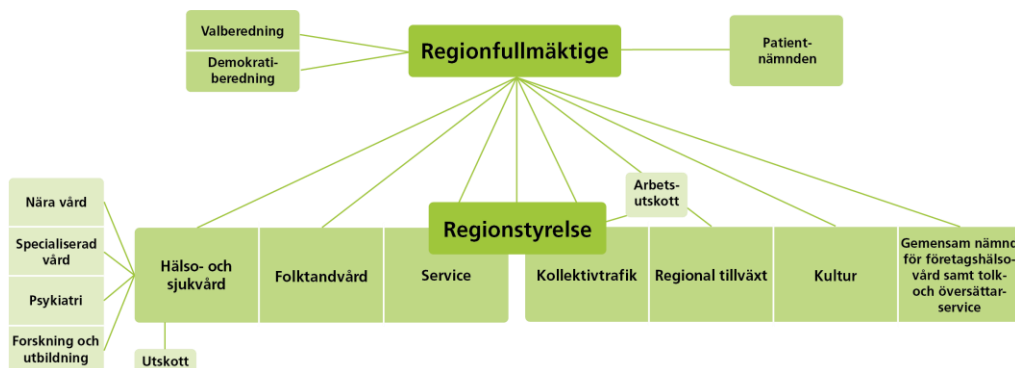 Valberedning
Demokrati-
beredning
Regionfullmäktige
Patient-
nämnden
Arbets-
utskott
Regionstyrelse
Nära vård
Specialiserad
vård
Psykiatri
Forskning och
utbildning
Hälso- och
sjukvård
Folktandvård
Service
Kollektivtrafik
Regional tillväxt
Kultur
Gemensam nämnd
för företagshälso-
vård samt tolk-
och översättar-
service
Utskott